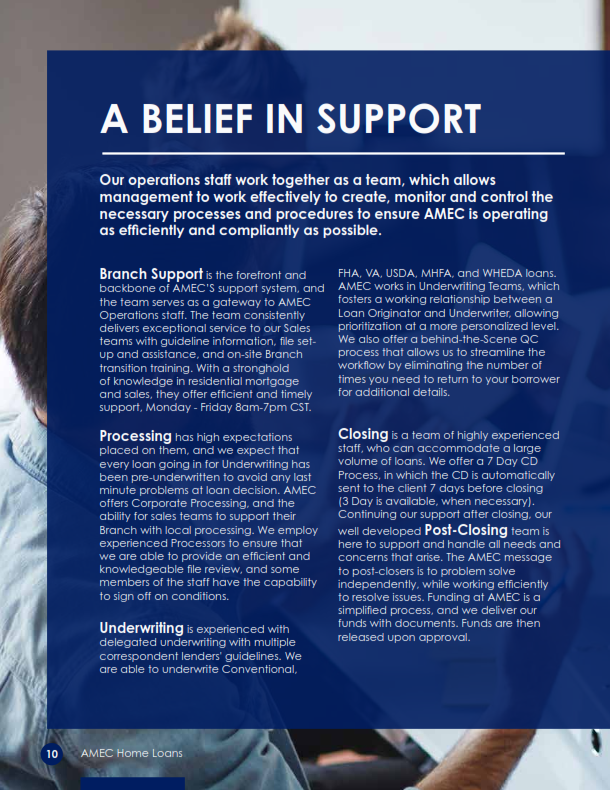 A BELIEF IN SUPPORT
Our operations staff work together as a team, which allows
management to work effectively to create, monitor and control the
necessary processes and procedures to ensure AMEC is operating
as efficiently and compliantly as possible.
Branch Support is the forefront and
backbone of AMEC'S support system, and
the team serves as a gateway to AMEC
Operations staff. The team consistently
delivers exceptional service to our Sales
teams with guideline information, file set-
up and assistance, and on-site Branch
transition training. With a stronghold
of knowledge in residential mortgage
and sales, they offer efficient and timely
support, Monday - Friday 8am-7pm CST.
Processing has high expectations
placed on them, and we expect that
every loan going in for Underwriting has
been pre-underwritten to avoid any last
minute problems at loan decision. AMEC
offers Corporate Processing, and the
ability for sales teams to support their
Branch with local processing. We employ
experienced Processors to ensure that
we are able to provide an efficient and
knowledgeable file review, and some
members of the staff have the capability
to sign off on conditions.
Underwriting is experienced with
delegated underwriting with multiple
correspondent lenders' guidelines. We
are able to underwrite Conventional,
FHA, VA, USDA, MHFA, and WHEDA loans.
AMEC works in Underwriting Teams, which
fosters a working relationship between a
Loan Originator and Underwriter, allowing
prioritization at a more personalized level.
We also offer a behind-the-Scene QC
process that allows us to streamline the
workflow by eliminating the number of
times you need to return to your borrower
for additional details.
Closing is a team of highly experienced
staff, who can accommodate a large
volume of loans. We offer a 7 Day CD
Process, in which the CD is automatically
sent to the client 7 days before closing
(3 Day is available, when necessary).
Continuing our support after closing, our
well developed Post-Closing team is
here to support and handle all needs and
concerns that arise. The AMEC message
to post-closers is to problem solve
independently, while working efficiently
to resolve issues. Funding at AMEC is a
simplified process, and we deliver our
funds with documents. Funds are then
released upon approval.
10 AMEC Home Loans